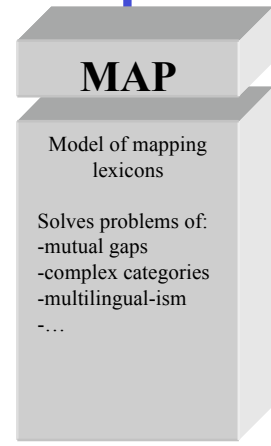 MAP
Model of mapping
lexicons
Solves problems of:
-mutual gaps
-complex categories
-multilingual-ism
-…